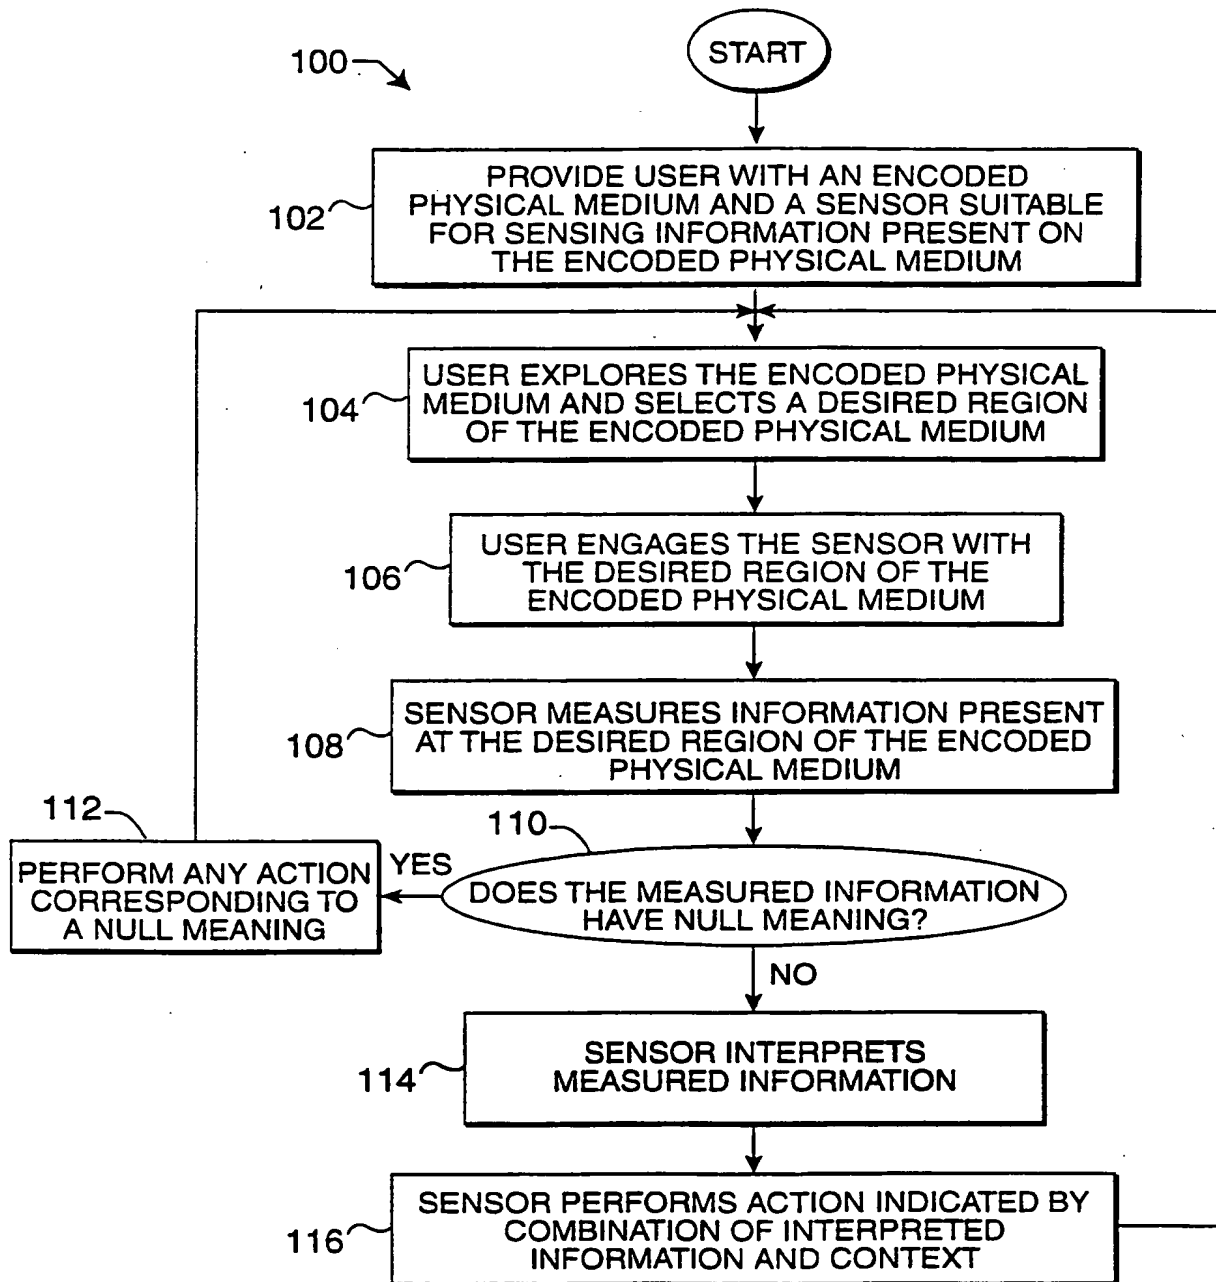 START
100
PROVIDE USER WITH AN ENCODED
PHYSICAL MEDIUM AND A SENSOR SUITABLE
FOR SENSING INFORMATION PRESENT ON
THE ENCODED PHYSICAL MEDIUM
102
USER EXPLORES THE ENCODED PHYSICAL
MEDIUM AND SELECTS A DESIRED REGION
OF THE ENCODED PHYSICAL MEDIUM
104
USER ENGAGES THE SENSOR WITH
THE DESIRED REGION OF THE
ENCODED PHYSICAL MEDIUM
106
SENSOR MEASURES INFORMATION PRESENT
AT THE DESIRED REGION OF THE ENCODED
PHYSICAL MEDIUM
108
110
DOES THE MEASURED INFORMATION
HAVE NULL MEANING?
YES
112
PERFORM ANY ACTION
CORRESPONDING TO
A NULL MEANING
NO
SENSOR INTERPRETS
MEASURED INFORMATION
114
SENSOR PERFORMS ACTION INDICATED BY
COMBINATION OF INTERPRETED
INFORMATION AND CONTEXT
116